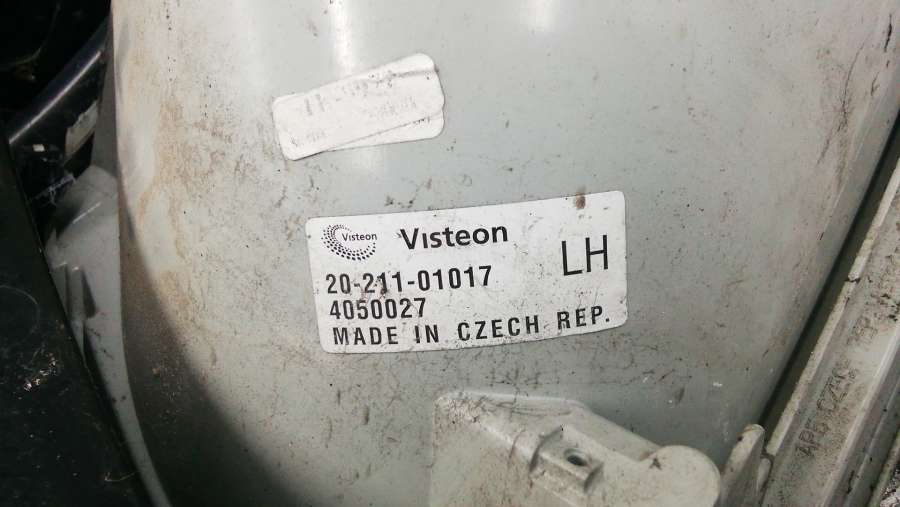 Visteon Visteon
LH
20-211-01017
4050027
MADE IN CZECH REP.